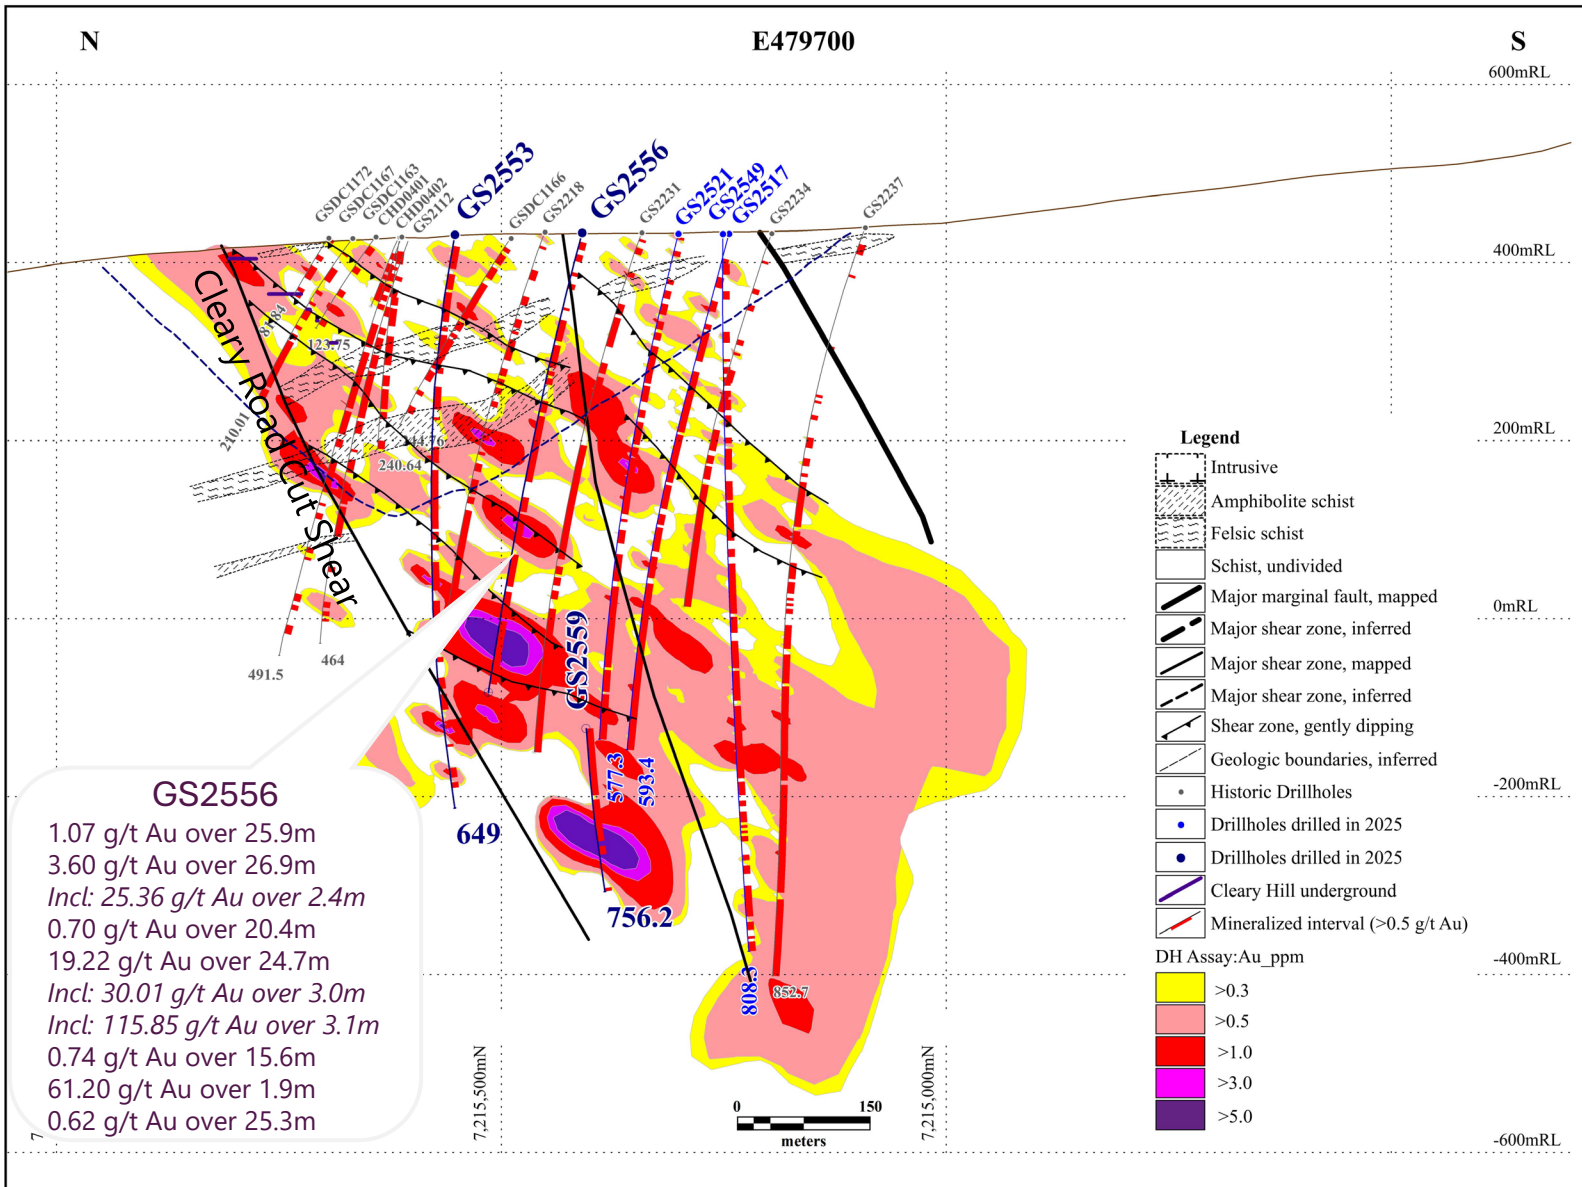 N
E479700
S
600mRL
400mRL
200mRL
0mRL
-200mRL
-400mRL
-600mRL
GSDC1172
GSDC1167
GSDC1163
CHD0401
CHD0402
GS2112
GS2553
GSDC1166
GS2218
GS2556
GS2231
GS2521
GS2549
GS2517
GS2234
GS2237
Cleary Road Cut Shear
81.84
123.75
210.01
144.76
240.64
491.5
464
GS2559
577.3
593.4
649
756.2
808.3
852.7
GS2556
1.07 g/t Au over 25.9m
3.60 g/t Au over 26.9m
Incl: 25.36 g/t Au over 2.4m
0.70 g/t Au over 20.4m
19.22 g/t Au over 24.7m
Incl: 30.01 g/t Au over 3.0m
Incl: 115.85 g/t Au over 3.1m
0.74 g/t Au over 15.6m
61.20 g/t Au over 1.9m
0.62 g/t Au over 25.3m
7,215,500mN
7,215,000mN
0 150
meters
Legend
Intrusive
Amphibolite schist
Felsic schist
Schist, undivided
Major marginal fault, mapped
Major shear zone, inferred
Major shear zone, mapped
Major shear zone, inferred
Shear zone, gently dipping
Geologic boundaries, inferred
Historic Drillholes
Drillholes drilled in 2025
Drillholes drilled in 2025
Cleary Hill underground
Mineralized interval (>0.5 g/t Au)
DH Assay:Au_ppm
>0.3
>0.5
>1.0
>3.0
>5.0